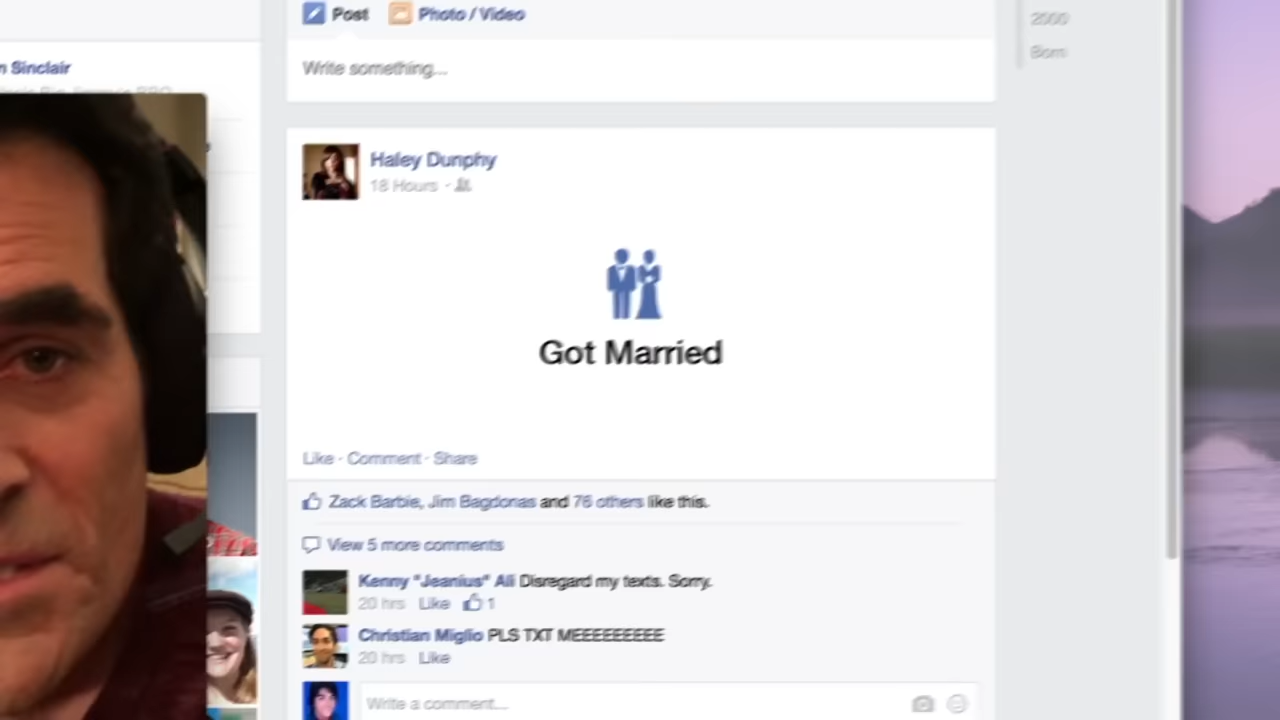 Post Photo / Video
Write something...
n Sinclair
2000
Born
Haley Dunphy
18 Hours ·
Got Married
Like · Comment · Share
Zack Barbie, Jim Bagdonas and 76 others like this.
View 5 more comments
Kenny "Jeanius" Ali Disregard my texts. Sorry.
20 hrs Like 1
Christian Miglio PLS TXT MEEEEEEEEE
20 hrs Like
Write a comment...